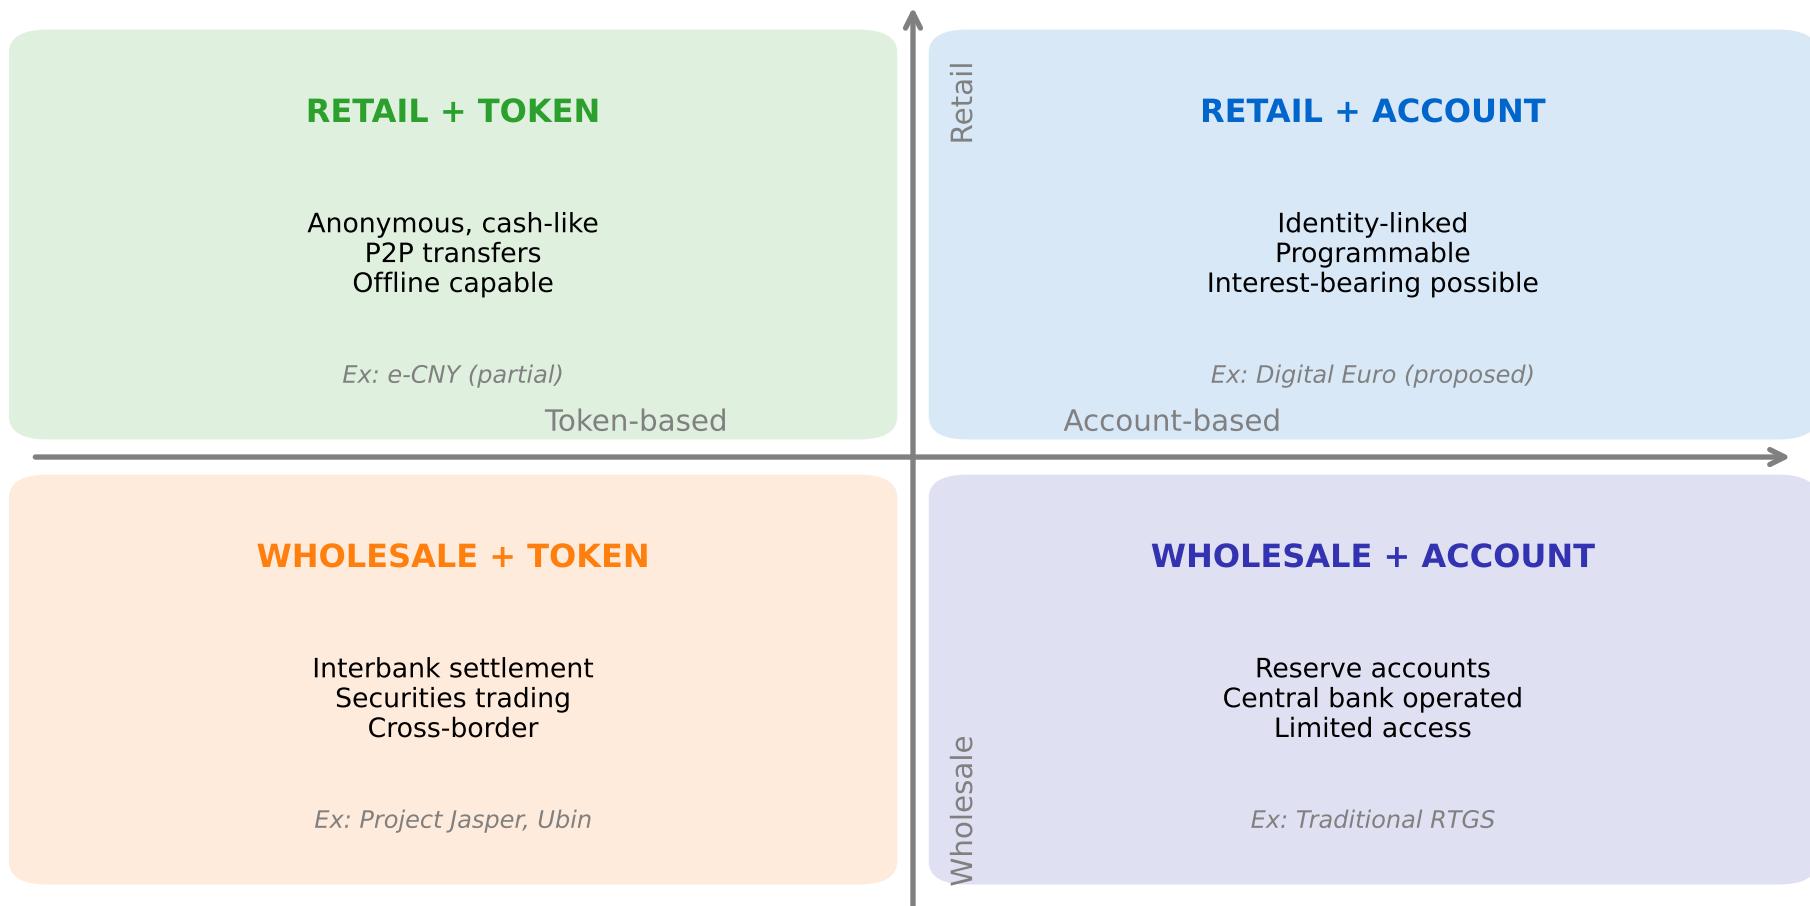 RETAIL + TOKEN
Anonymous, cash-like
P2P transfers
Offline capable
Ex: e-CNY (partial)
Token-based
Retail
RETAIL + ACCOUNT
Identity-linked
Programmable
Interest-bearing possible
Ex: Digital Euro (proposed)
Account-based
WHOLESALE + TOKEN
Interbank settlement
Securities trading
Cross-border
Ex: Project Jasper, Ubin
Wholesale
WHOLESALE + ACCOUNT
Reserve accounts
Central bank operated
Limited access
Ex: Traditional RTGS